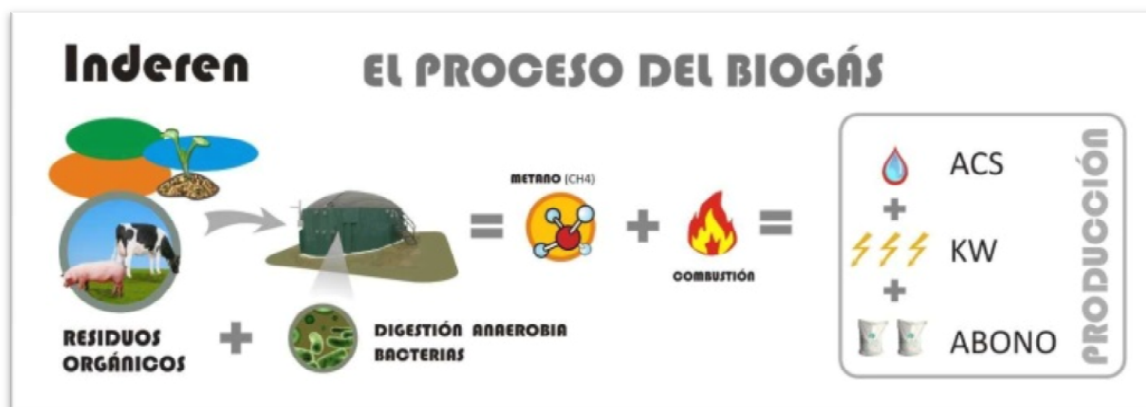 Inderen
EL PROCESO DEL BIOGÁS
METANO (CH4)
COMBUSTIÓN
RESIDUOS
ORGÁNICOS
DIGESTIÓN ANAEROBIA
BACTERIAS
ACS
KW
ABONO
PRODUCCIÓN